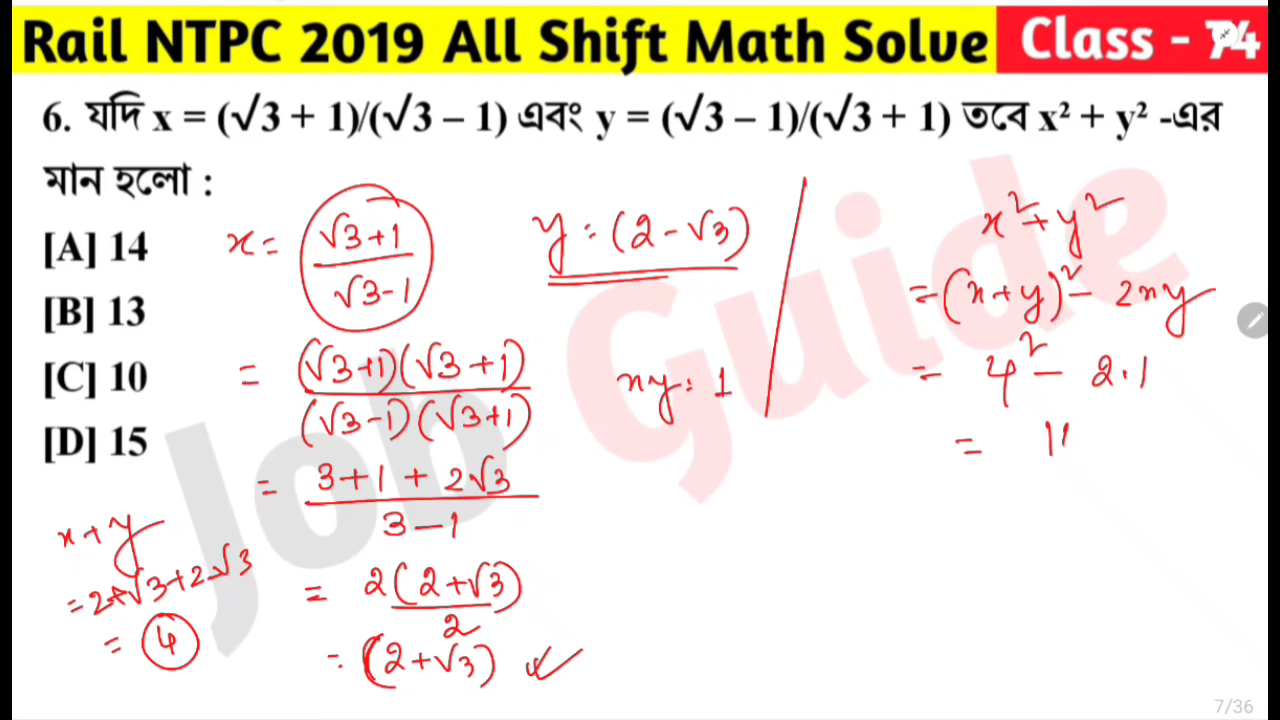 Rail NTPC 2019 All Shift Math Solve Class - 74
6. যদি x = (√3 + 1)/(√3 – 1) এবং y = (√3 – 1)/(√3 + 1) তবে x² + y² -এর
মান হলো :
[A] 14
[B] 13
[C] 10
[D] 15
x = √3+1 / √3-1
= (√3+1)(√3+1) / (√3-1)(√3+1)
= 3+1+2√3 / 3-1
= 2(2+√3) / 2
= (2+√3)
y = (2-√3)
xy = 1
x+y
= 2+√3+2-√3
= 4
x²+y²
= (x+y)²- 2xy
= 4² - 2.1
=
Job Guide
7/36